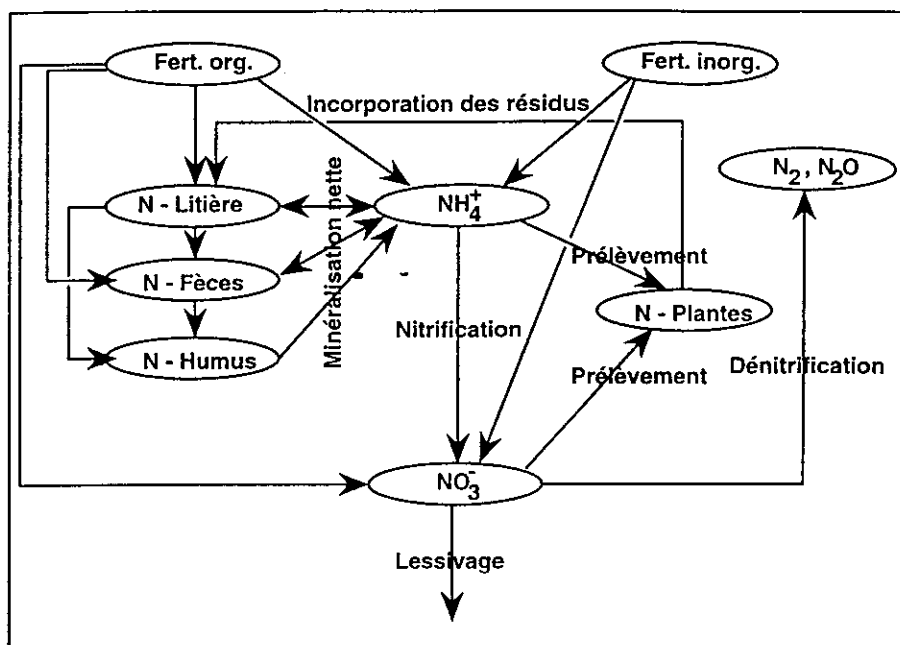 Fert. org.
Fert. inorg.
Incorporation des résidus
N₂, N₂O
N - Litière
NH₄⁺
Minéralisation nette
Prélèvement
N - Fèces
N - Plantes
Nitrification
N - Humus
Prélèvement
Dénitrification
NO₃⁻
Lessivage